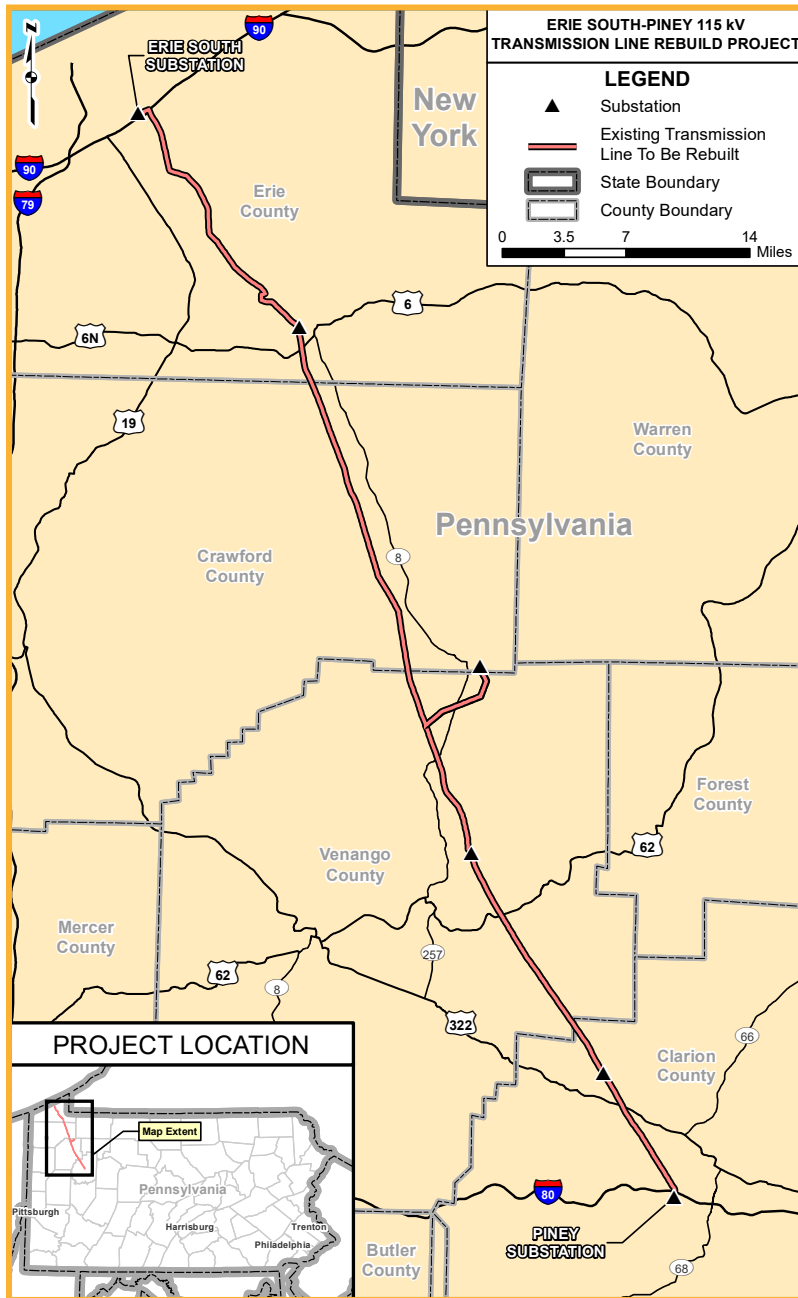 ERIE SOUTH-PINEY 115 kV
TRANSMISSION LINE REBUILD PROJECT
LEGEND
Substation
Existing Transmission
Line To Be Rebuilt
State Boundary
County Boundary
0 3.5 7 14
Miles
N
90
ERIE SOUTH
SUBSTATION
New
York
90
79
Erie
County
6
6N
19
Warren
County
Pennsylvania
8
Crawford
County
Forest
County
62
Venango
County
Mercer
County
257
62
8
322
66
Clarion
County
80
PINEY
SUBSTATION
Butler
County
68
PROJECT LOCATION
Map Extent
Pennsylvania
Pittsburgh
Harrisburg
Trenton
Philadelphia